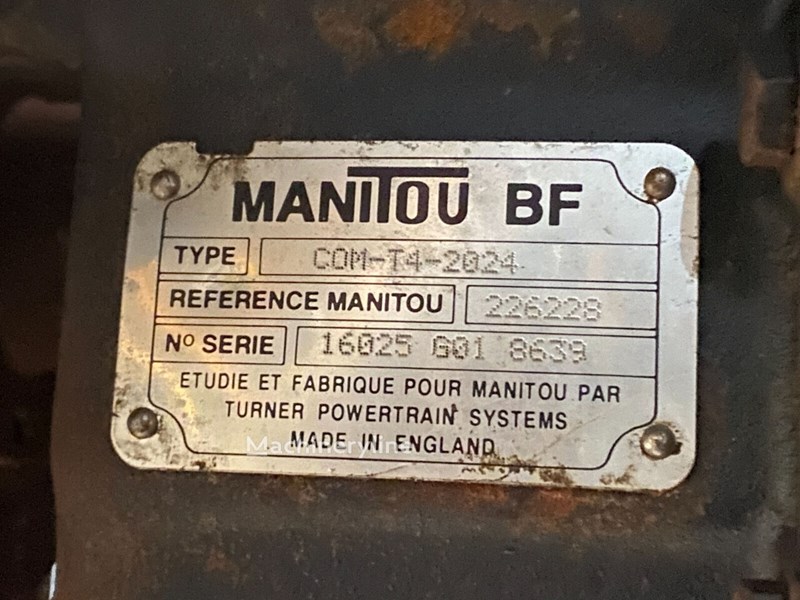 MANITOU BF
TYPE COM-T4-2024
REFERENCE MANITOU 226228
Nº SERIE 16025 G01 8639
ETUDIE ET FABRIQUE POUR MANITOU PAR
TURNER POWERTRAIN SYSTEMS
MADE IN ENGLAND
Machineryline